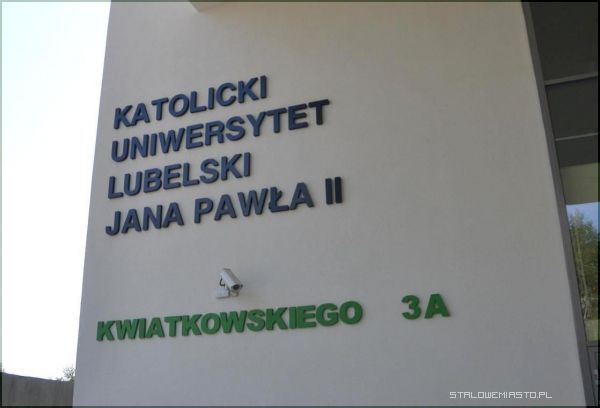 KATOLICKI
UNIWERSYTET
LUBELSKI
JANA PAWŁA II
KWIATKOWSKIEGO 3A
STALOWEMIASTO.PL